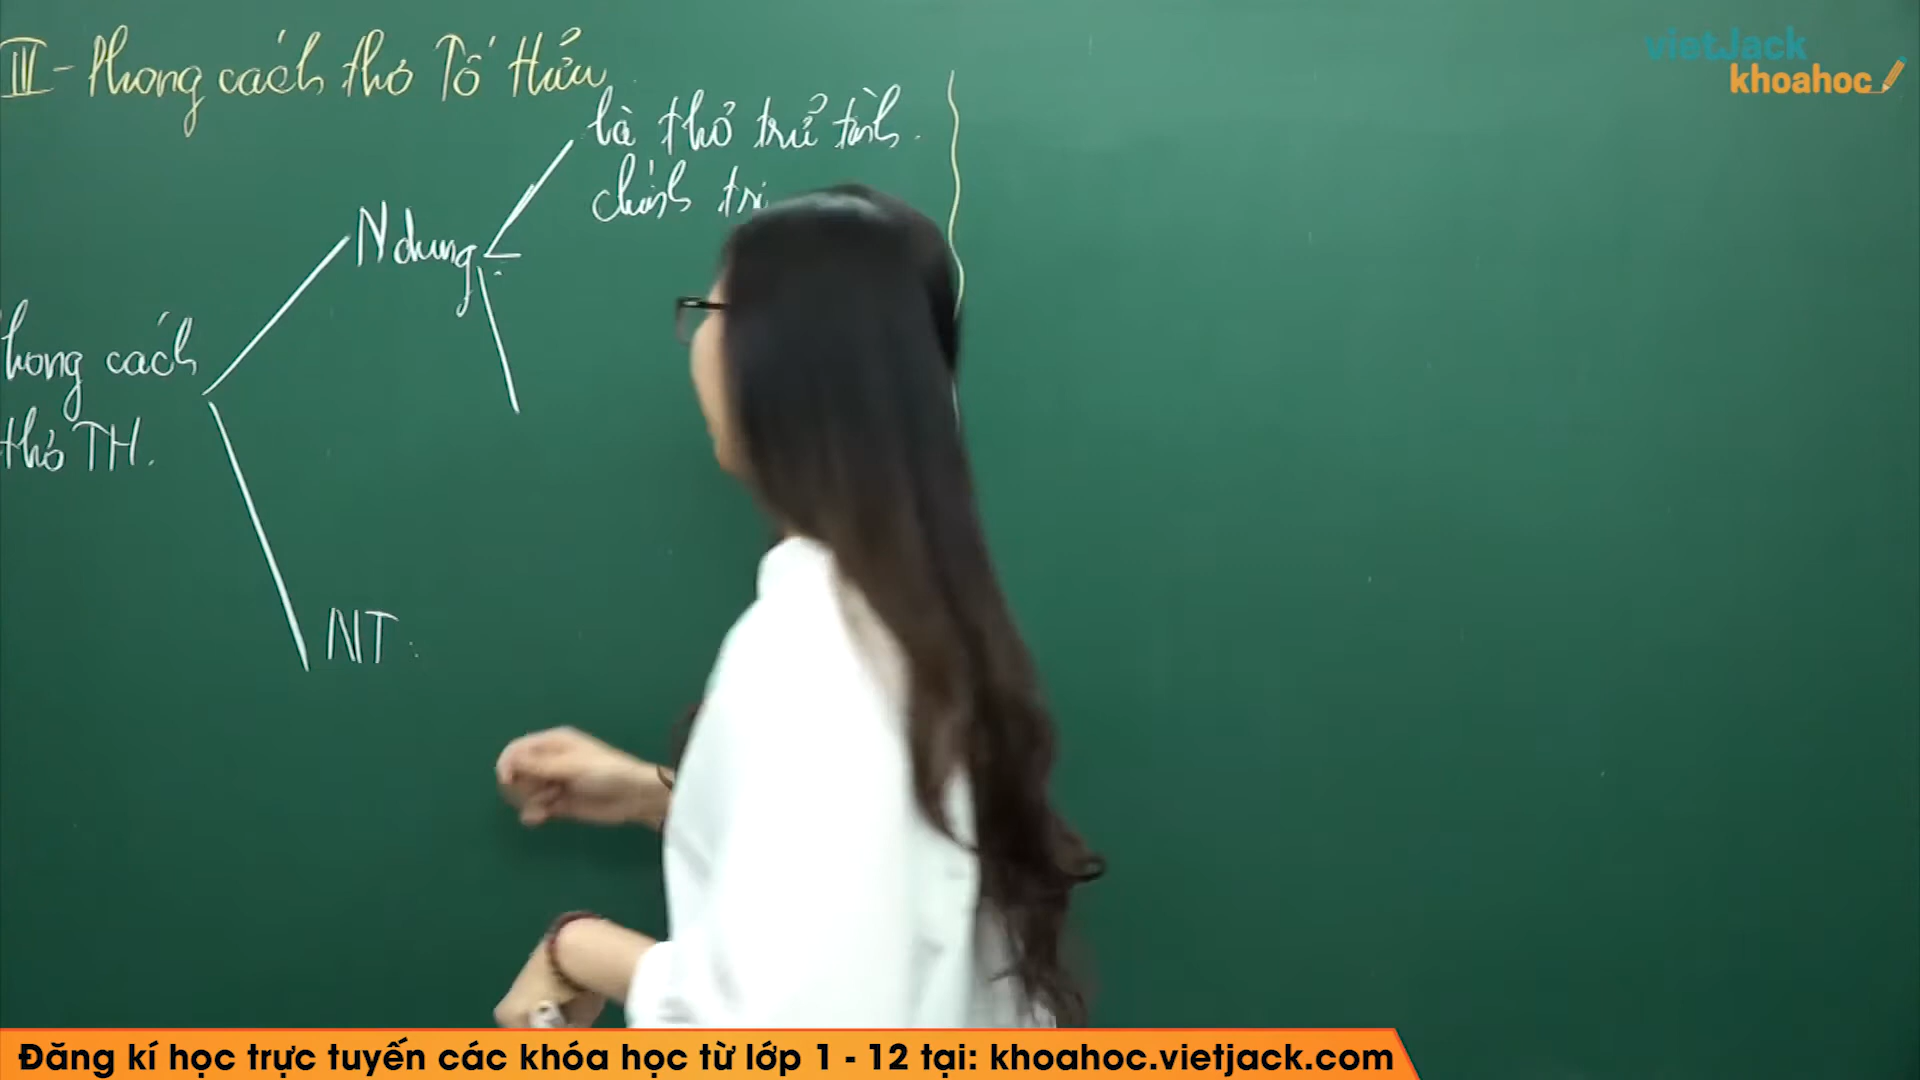 vietJack
khoahoc
III - Phong cách thơ Tố Hữu
là thơ trữ tình
chính trị
Ndung
Phong cách
thơ TH.
NT:
Đăng kí học trực tuyến các khóa học từ lớp 1 - 12 tại: khoahoc.vietjack.com